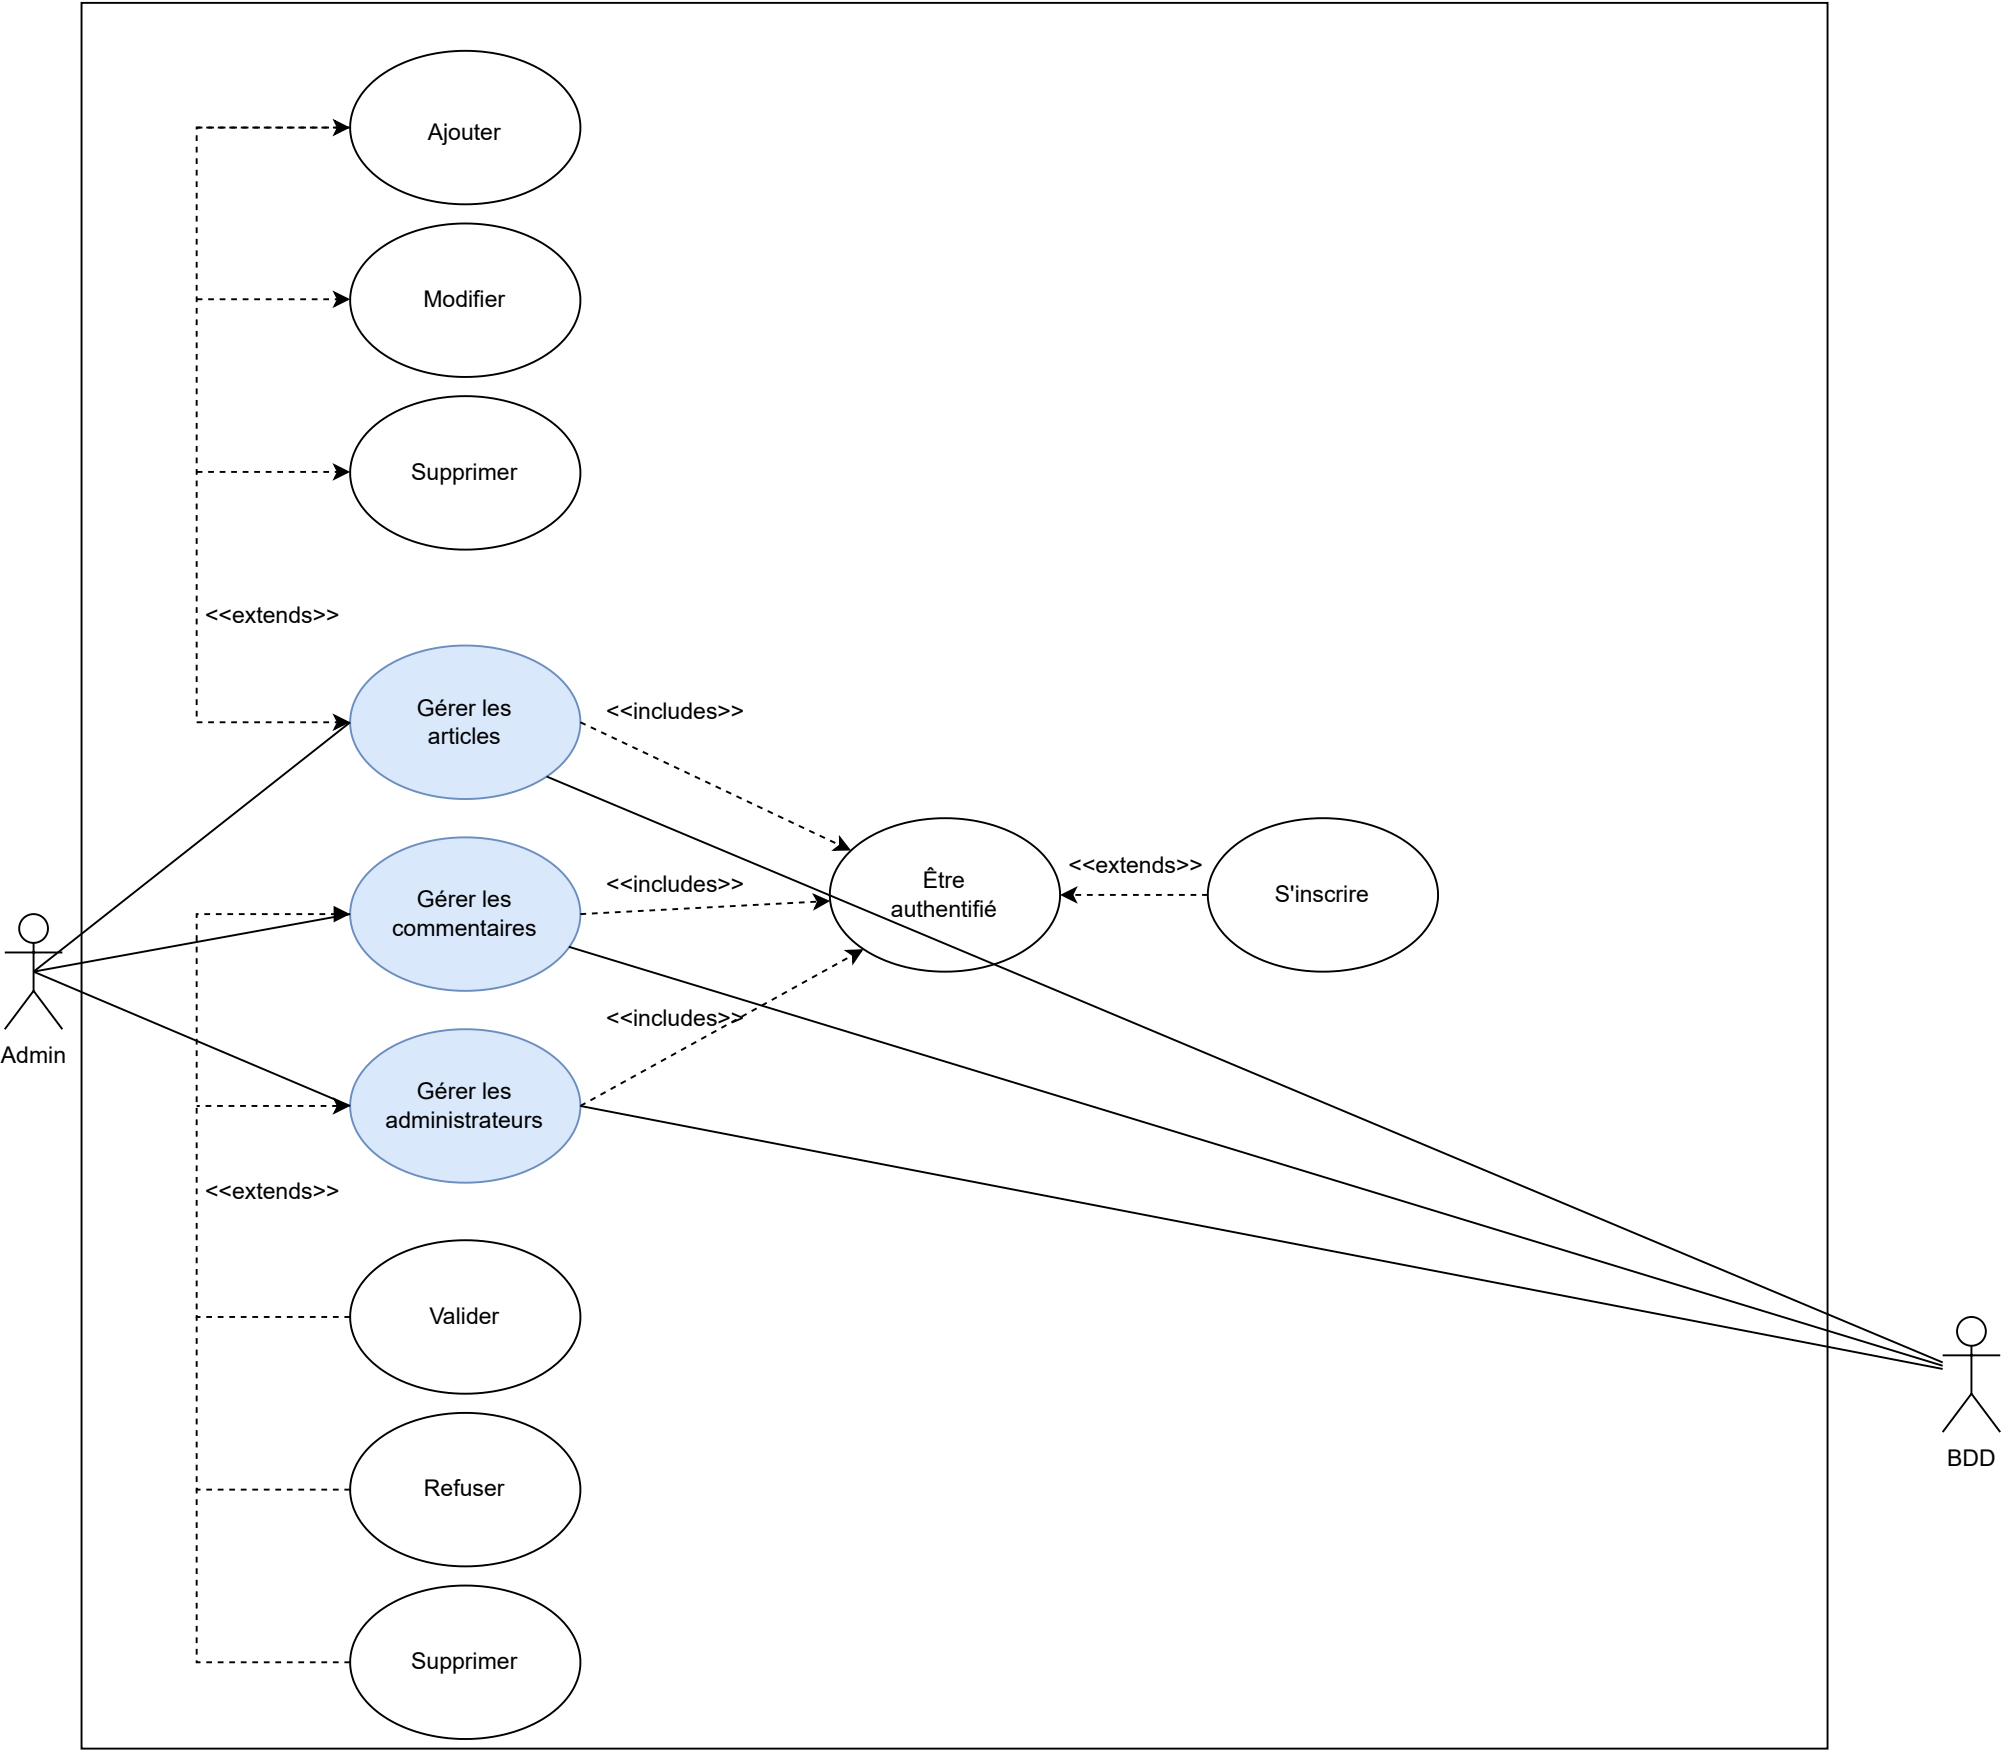 Ajouter
Modifier
Supprimer
<<extends>>
Gérer les
articles
<<includes>>
Gérer les
commentaires
<<includes>>
Être
authentifié
<<extends>>
S'inscrire
Admin
<<includes>>
Gérer les
administrateurs
<<extends>>
Valider
Refuser
Supprimer
BDD